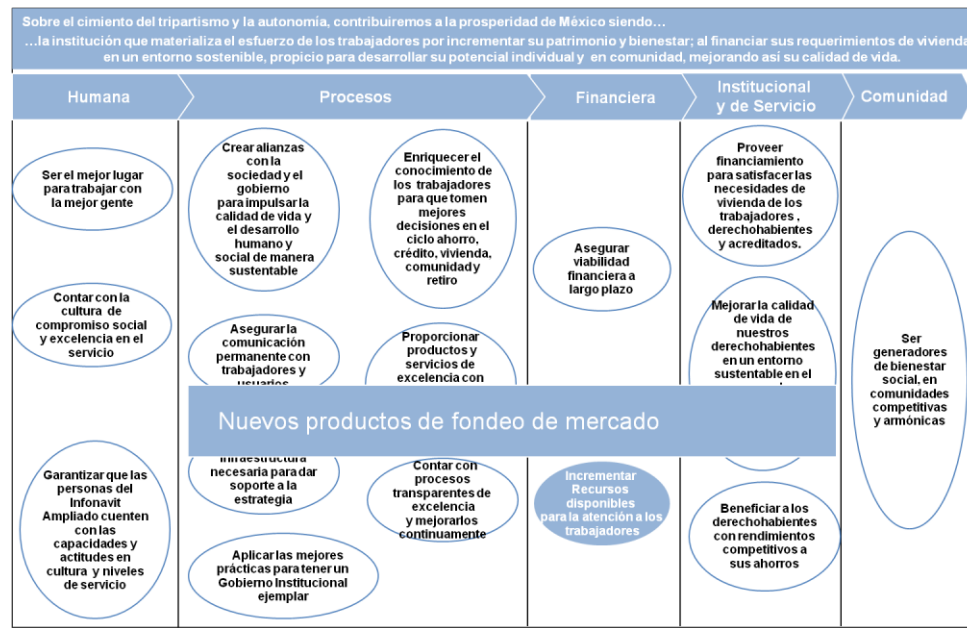 Sobre el cimiento del tripartismo y la autonomía, contribuiremos a la prosperidad de México siendo…
…la institución que materializa el esfuerzo de los trabajadores por incrementar su patrimonio y bienestar; al financiar sus requerimientos de vivienda
en un entorno sostenible, propicio para desarrollar su potencial individual y en comunidad, mejorando así su calidad de vida.
Humana
Procesos
Financiera
Institucional
y de Servicio
Comunidad
Ser el mejor lugar
para trabajar con
la mejor gente
Contar con la
cultura de
compromiso social
y excelencia en el
servicio
Garantizar que las
personas del
Infonavit
Ampliado cuenten
con las
capacidades y
actitudes en
cultura y niveles
de servicio
Crear alianzas
con la
sociedad y el
gobierno
para impulsar la
calidad de vida y
el desarrollo
humano y
social de manera
sustentable
Asegurar la
comunicación
permanente con
trabajadores y
usuarios
Infraestructura
necesaria para dar
soporte a la
estrategia
Aplicar las mejores
prácticas para tener un
Gobierno Institucional
ejemplar
Enriquecer el
conocimiento de
los trabajadores
para que tomen
mejores
decisiones en el
ciclo ahorro,
crédito, vivienda,
comunidad y
retiro
Proporcionar
productos y
servicios de
excelencia con
Contar con
procesos
transparentes de
excelencia
y mejorarlos
continuamente
Nuevos productos de fondeo de mercado
Asegurar
viabilidad
financiera a
largo plazo
Incrementar
Recursos
disponibles
para la atención a los
trabajadores
Proveer
financiamiento
para satisfacer las
necesidades de
vivienda de los
trabajadores ,
derechohabientes
y acreditados.
Mejorar la calidad
de vida de
nuestros
derechohabientes
en un entorno
sustentable en el
Beneficiar a los
derechohabientes
con rendimientos
competitivos a
sus ahorros
Ser
generadores
de bienestar
social, en
comunidades
competitivas
y armónicas